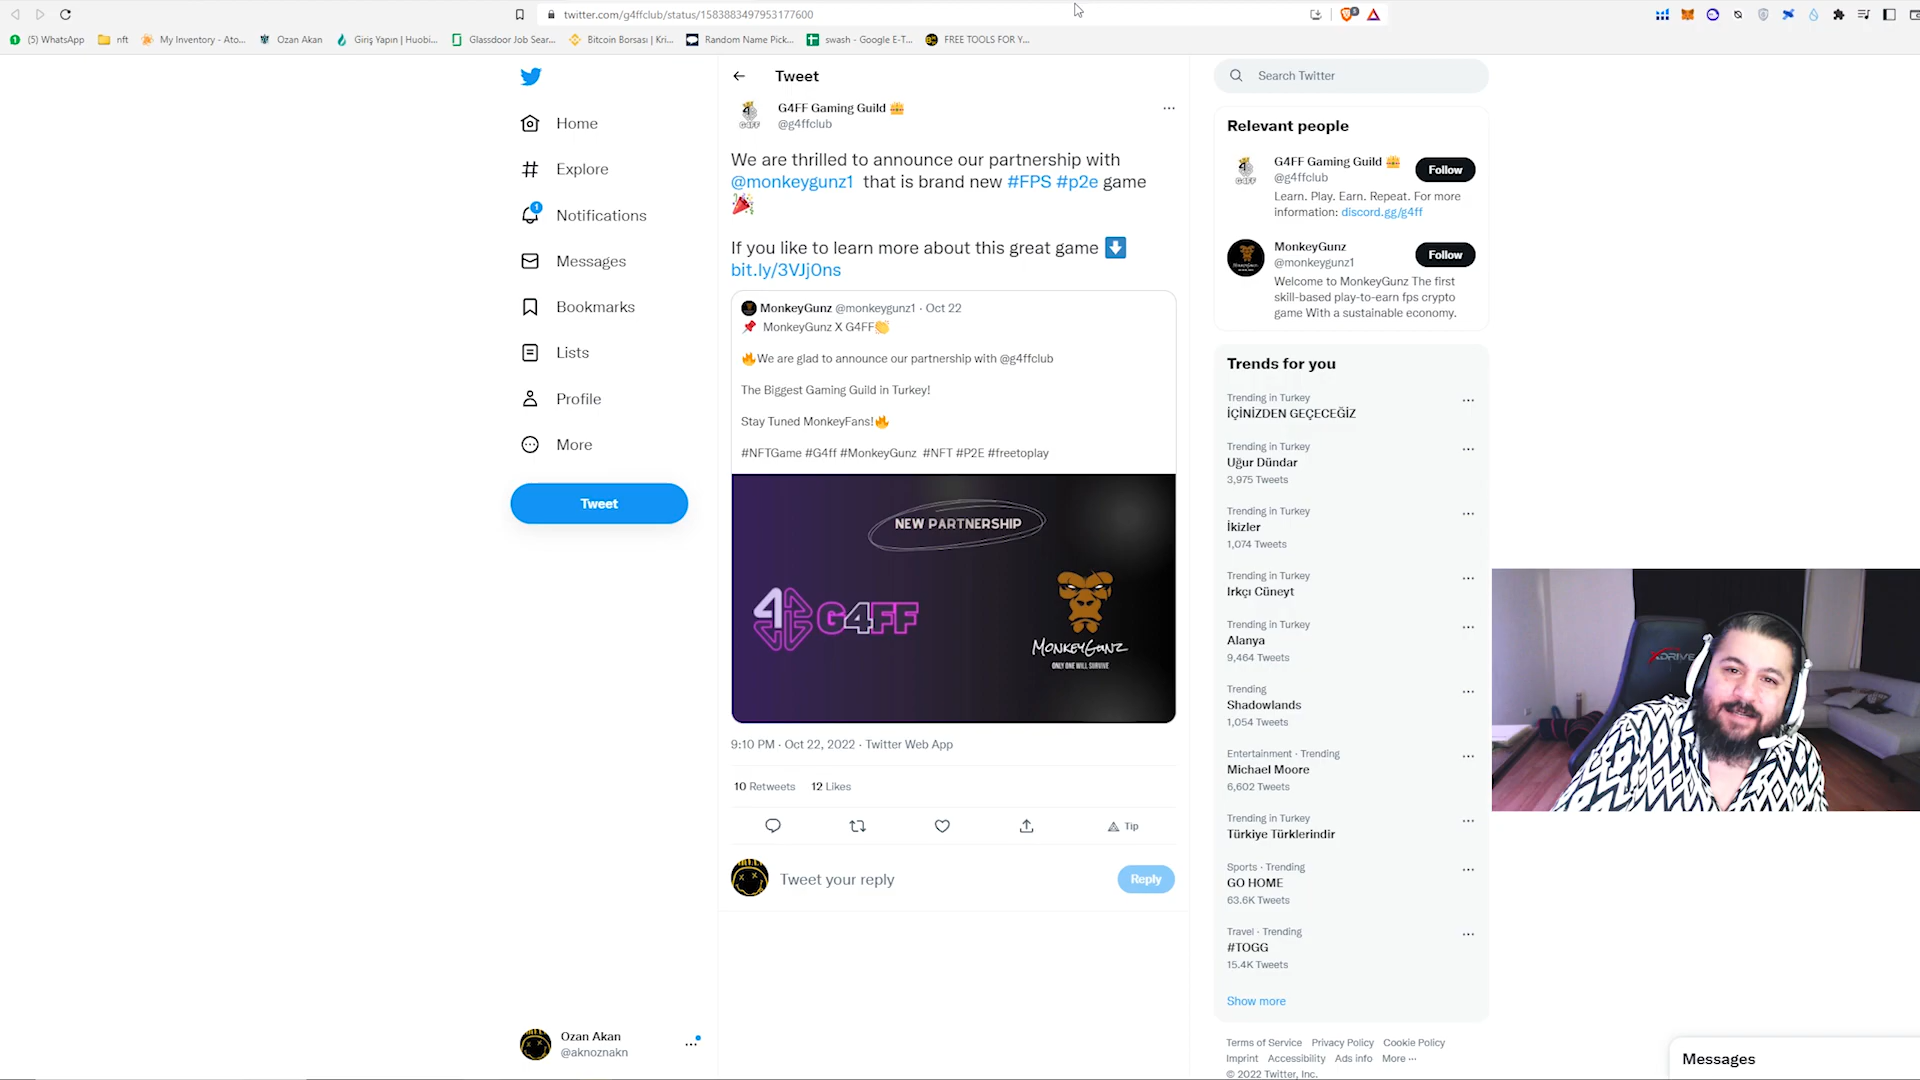 twitter.com/g4ffclub/status/1583883497953177600
(5) WhatsApp
nft
My Inventory - Ato...
Ozan Akan
Giriş Yapın | Huobi...
Glassdoor Job Sear...
Bitcoin Borsası | Kri...
Random Name Pick...
swash - Google E-T...
FREE TOOLS FOR Y...
Home
Explore
1
Notifications
Messages
Bookmarks
Lists
Profile
More
Tweet
Ozan Akan
@aknoznakn
Tweet
G4FF Gaming Guild
@g4ffclub
We are thrilled to announce our partnership with
@monkeygunz1 that is brand new #FPS #p2e game
If you like to learn more about this great game
bit.ly/3VJj0ns
MonkeyGunz @monkeygunz1 · Oct 22
MonkeyGunz X G4FF
We are glad to announce our partnership with @g4ffclub
The Biggest Gaming Guild in Turkey!
Stay Tuned MonkeyFans!
#NFTGame #G4ff #MonkeyGunz #NFT #P2E #freetoplay
NEW PARTNERSHIP
G4FF
MONKEYGUNZ
ONLY ONE WILL SURVIVE
9:10 PM · Oct 22, 2022 · Twitter Web App
10 Retweets 12 Likes
Tip
Tweet your reply
Reply
Search Twitter
Relevant people
G4FF Gaming Guild
@g4ffclub
Follow
Learn. Play. Earn. Repeat. For more
information: discord.gg/g4ff
MonkeyGunz
@monkeygunz1
Follow
Welcome to MonkeyGunz The first
skill-based play-to-earn fps crypto
game With a sustainable economy.
Trends for you
Trending in Turkey
İÇİNİZDEN GEÇECEĞİZ
Trending in Turkey
Uğur Dündar
3,975 Tweets
Trending in Turkey
İkizler
1,074 Tweets
Trending in Turkey
Irkçı Cüneyt
Trending in Turkey
Alanya
9,464 Tweets
Trending
Shadowlands
1,054 Tweets
Entertainment · Trending
Michael Moore
6,602 Tweets
Trending in Turkey
Türkiye Türklerindir
Sports · Trending
GO HOME
63.6K Tweets
Travel · Trending
#TOGG
15.4K Tweets
Show more
Terms of Service Privacy Policy Cookie Policy
Imprint Accessibility Ads info More ···
© 2022 Twitter, Inc.
XDRIVE
Messages